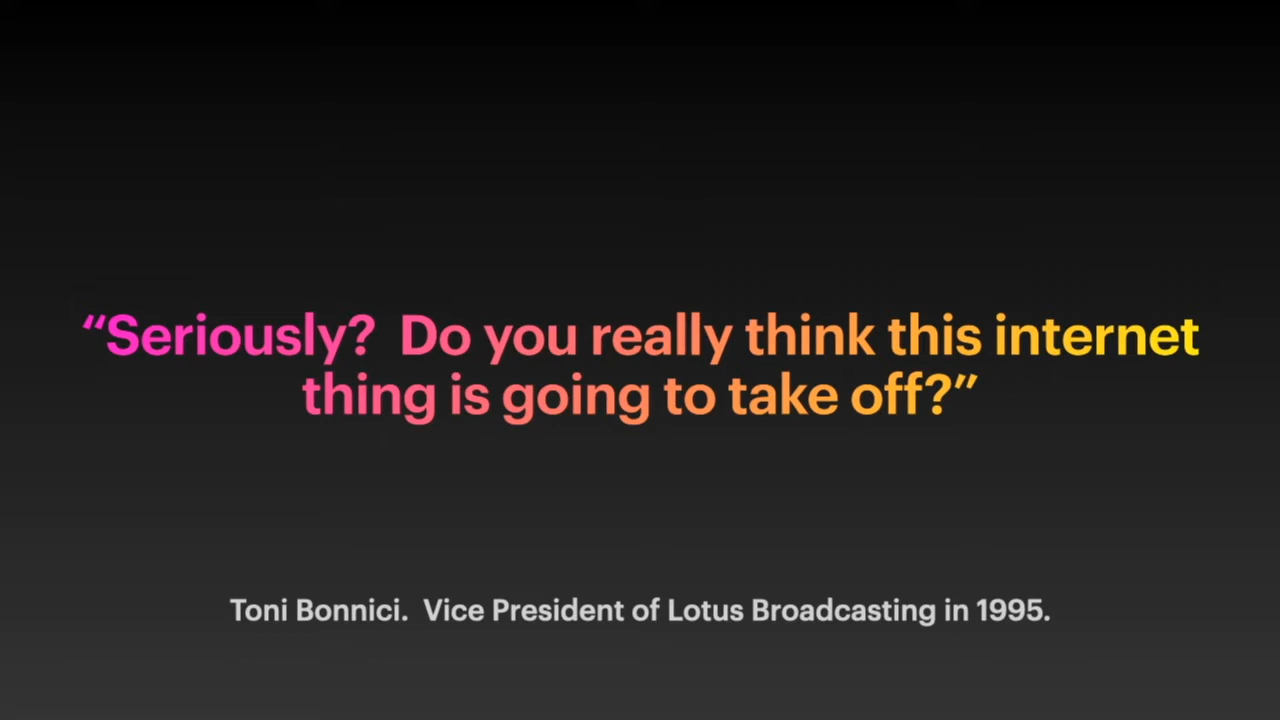 “Seriously?  Do you really think this internet
thing is going to take off?”
Toni Bonnici.  Vice President of Lotus Broadcasting in 1995.